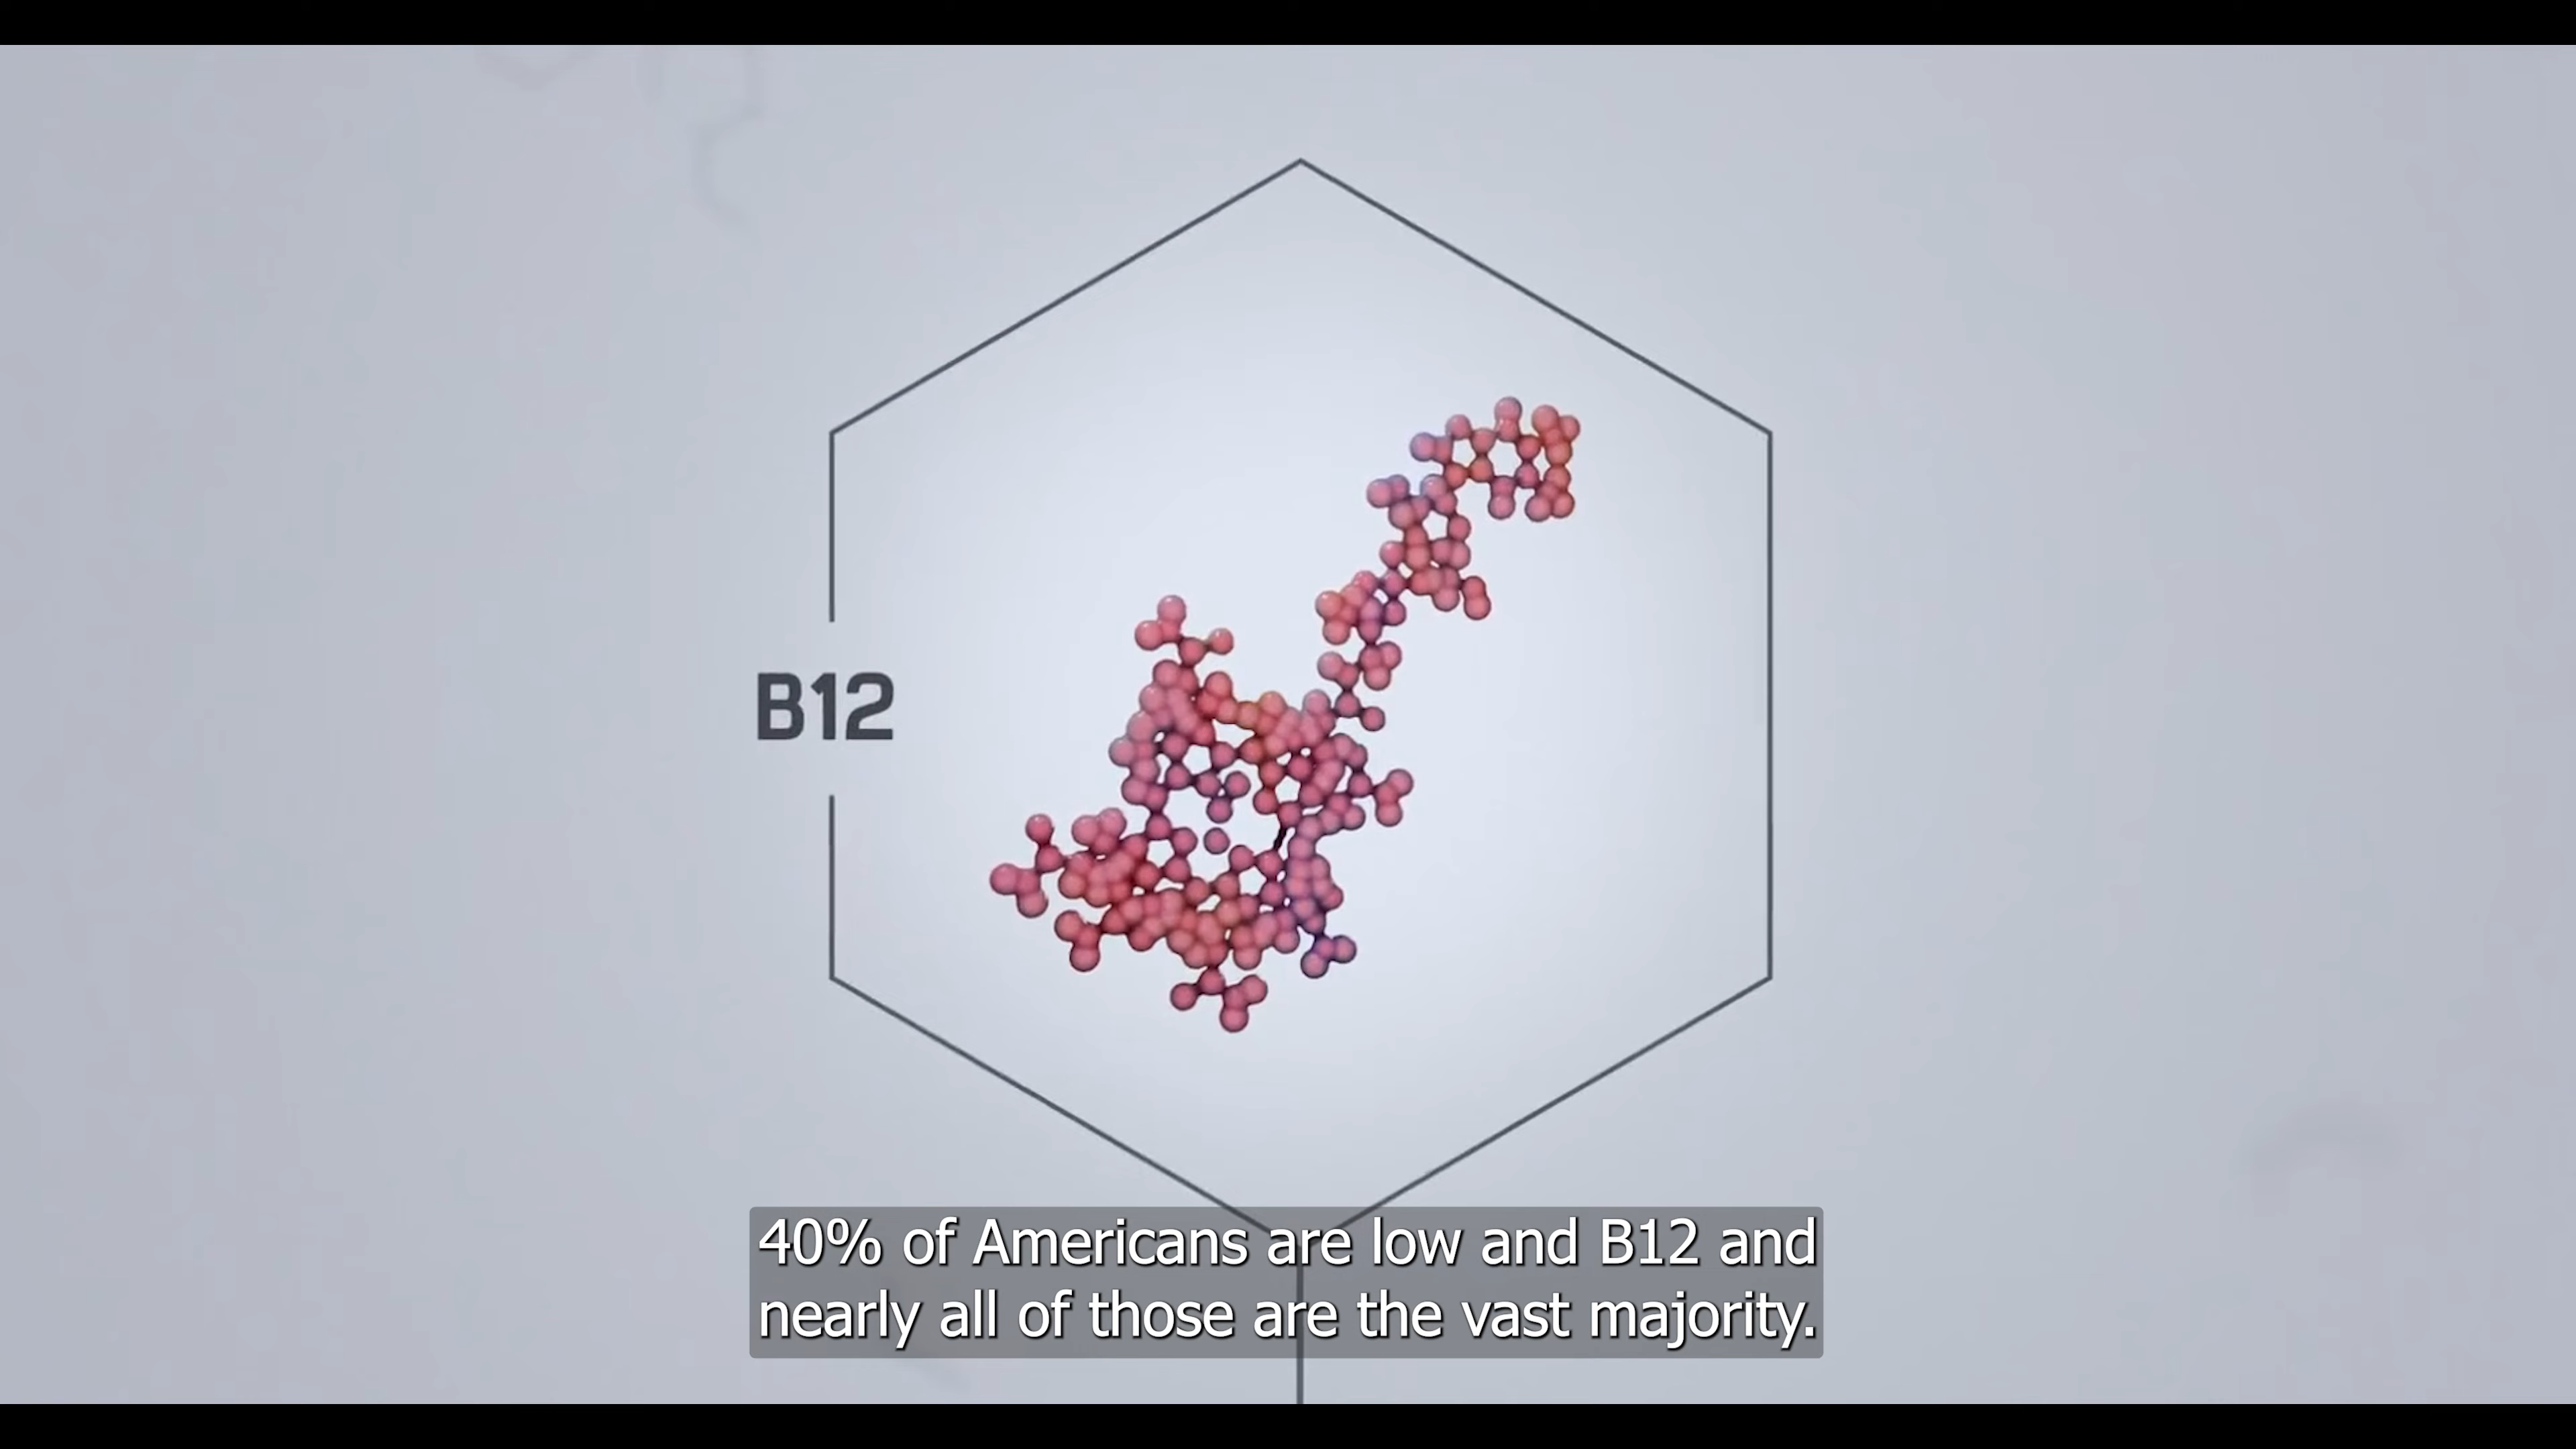 B12
40% of Americans are low and B12 and
nearly all of those are the vast majority.